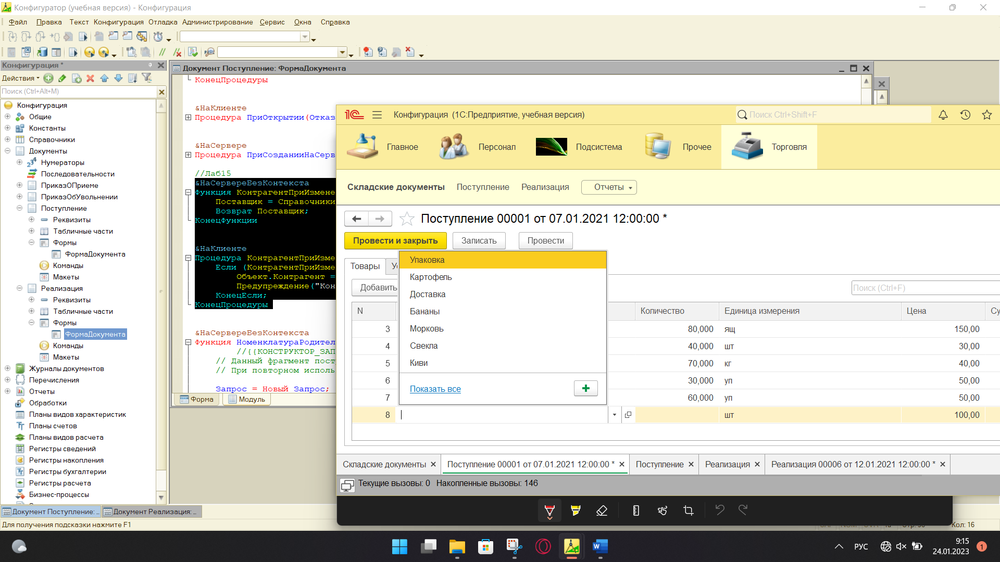 Конфигуратор (учебная версия) - Конфигурация
Файл Правка Текст Конфигурация Отладка Администрирование Сервис Окна Справка
Конфигурация *
Действия
Поиск (Ctrl+Alt+M)
Конфигурация
Общие
Константы
Справочники
Документы
Нумераторы
Последовательности
ПриказОПриеме
ПриказОбУвольнении
Поступление
Реквизиты
Табличные части
Формы
ФормаДокумента
Команды
Макеты
Реализация
Реквизиты
Табличные части
Формы
ФормаДокумента
Команды
Макеты
Журналы документов
Перечисления
Отчеты
Обработки
Планы видов характеристик
Планы счетов
Планы видов расчета
Регистры сведений
Регистры накопления
Регистры бухгалтерии
Регистры расчета
Бизнес-процессы
Документ Поступление: ФормаДокумента
КонецПроцедуры
&НаКлиенте
Процедура ПриОткрытии(Отказ
&НаСервере
Процедура ПриСозданииНаСерв
//Лаб15
&НаСервереБезКонтекста
Функция КонтрагентПриИзмене
Поставщик = Справочники
Возврат Поставщик;
КонецФункции
&НаКлиенте
Процедура КонтрагентПриИзме
Если (КонтрагентПриИзме
Объект.Контрагент =
Предупреждение("Кон
КонецЕсли;
КонецПроцедуры
&НаСервереБезКонтекста
Функция НоменклатураРодител
//{{КОНСТРУКТОР_ЗАП
// Данный фрагмент пост
// При повторном исполь
Запрос = Новый Запрос;
Форма Модуль
1С Конфигурация (1С:Предприятие, учебная версия) Поиск Ctrl+Shift+F
Главное Персонал Подсистема Прочее Торговля
Складские документы Поступление Реализация Отчеты
Поступление 00001 от 07.01.2021 12:00:00 *
Провести и закрыть Записать Провести
Товары
Добавить Поиск (Ctrl+F)
Упаковка
Картофель
Доставка
Бананы
Морковь
Свекла
Киви
Показать все
N Количество Единица измерения Цена Су
3 80,000 ящ 150,00
4 40,000 шт 30,00
5 70,000 кг 40,00
6 30,000 уп 50,00
7 60,000 уп 50,00
8 шт 100,00
Складские документы Поступление 00001 от 07.01.2021 12:00:00 * Поступление Реализация Реализация 00006 от 12.01.2021 12:00:00 *
Текущие вызовы: 0 Накопленные вызовы: 146
Документ Поступление: ... Документ Реализация: ...
Для получения подсказки нажмите F1 Кол: 16
РУС 9:15
24.01.2023 1